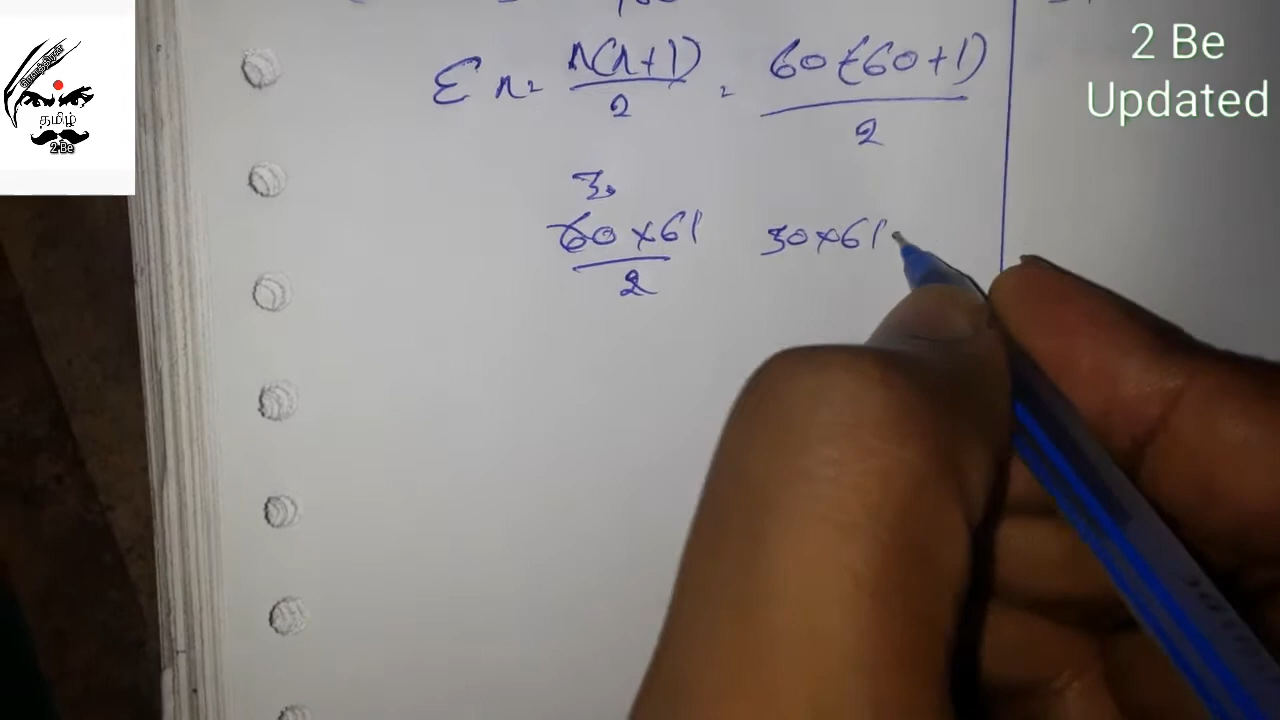 Σn = n(n+1)/2 = 60(60+1)/2
30
60×61/2 30×61
2 Be
Updated
தமிழ்
2 Be